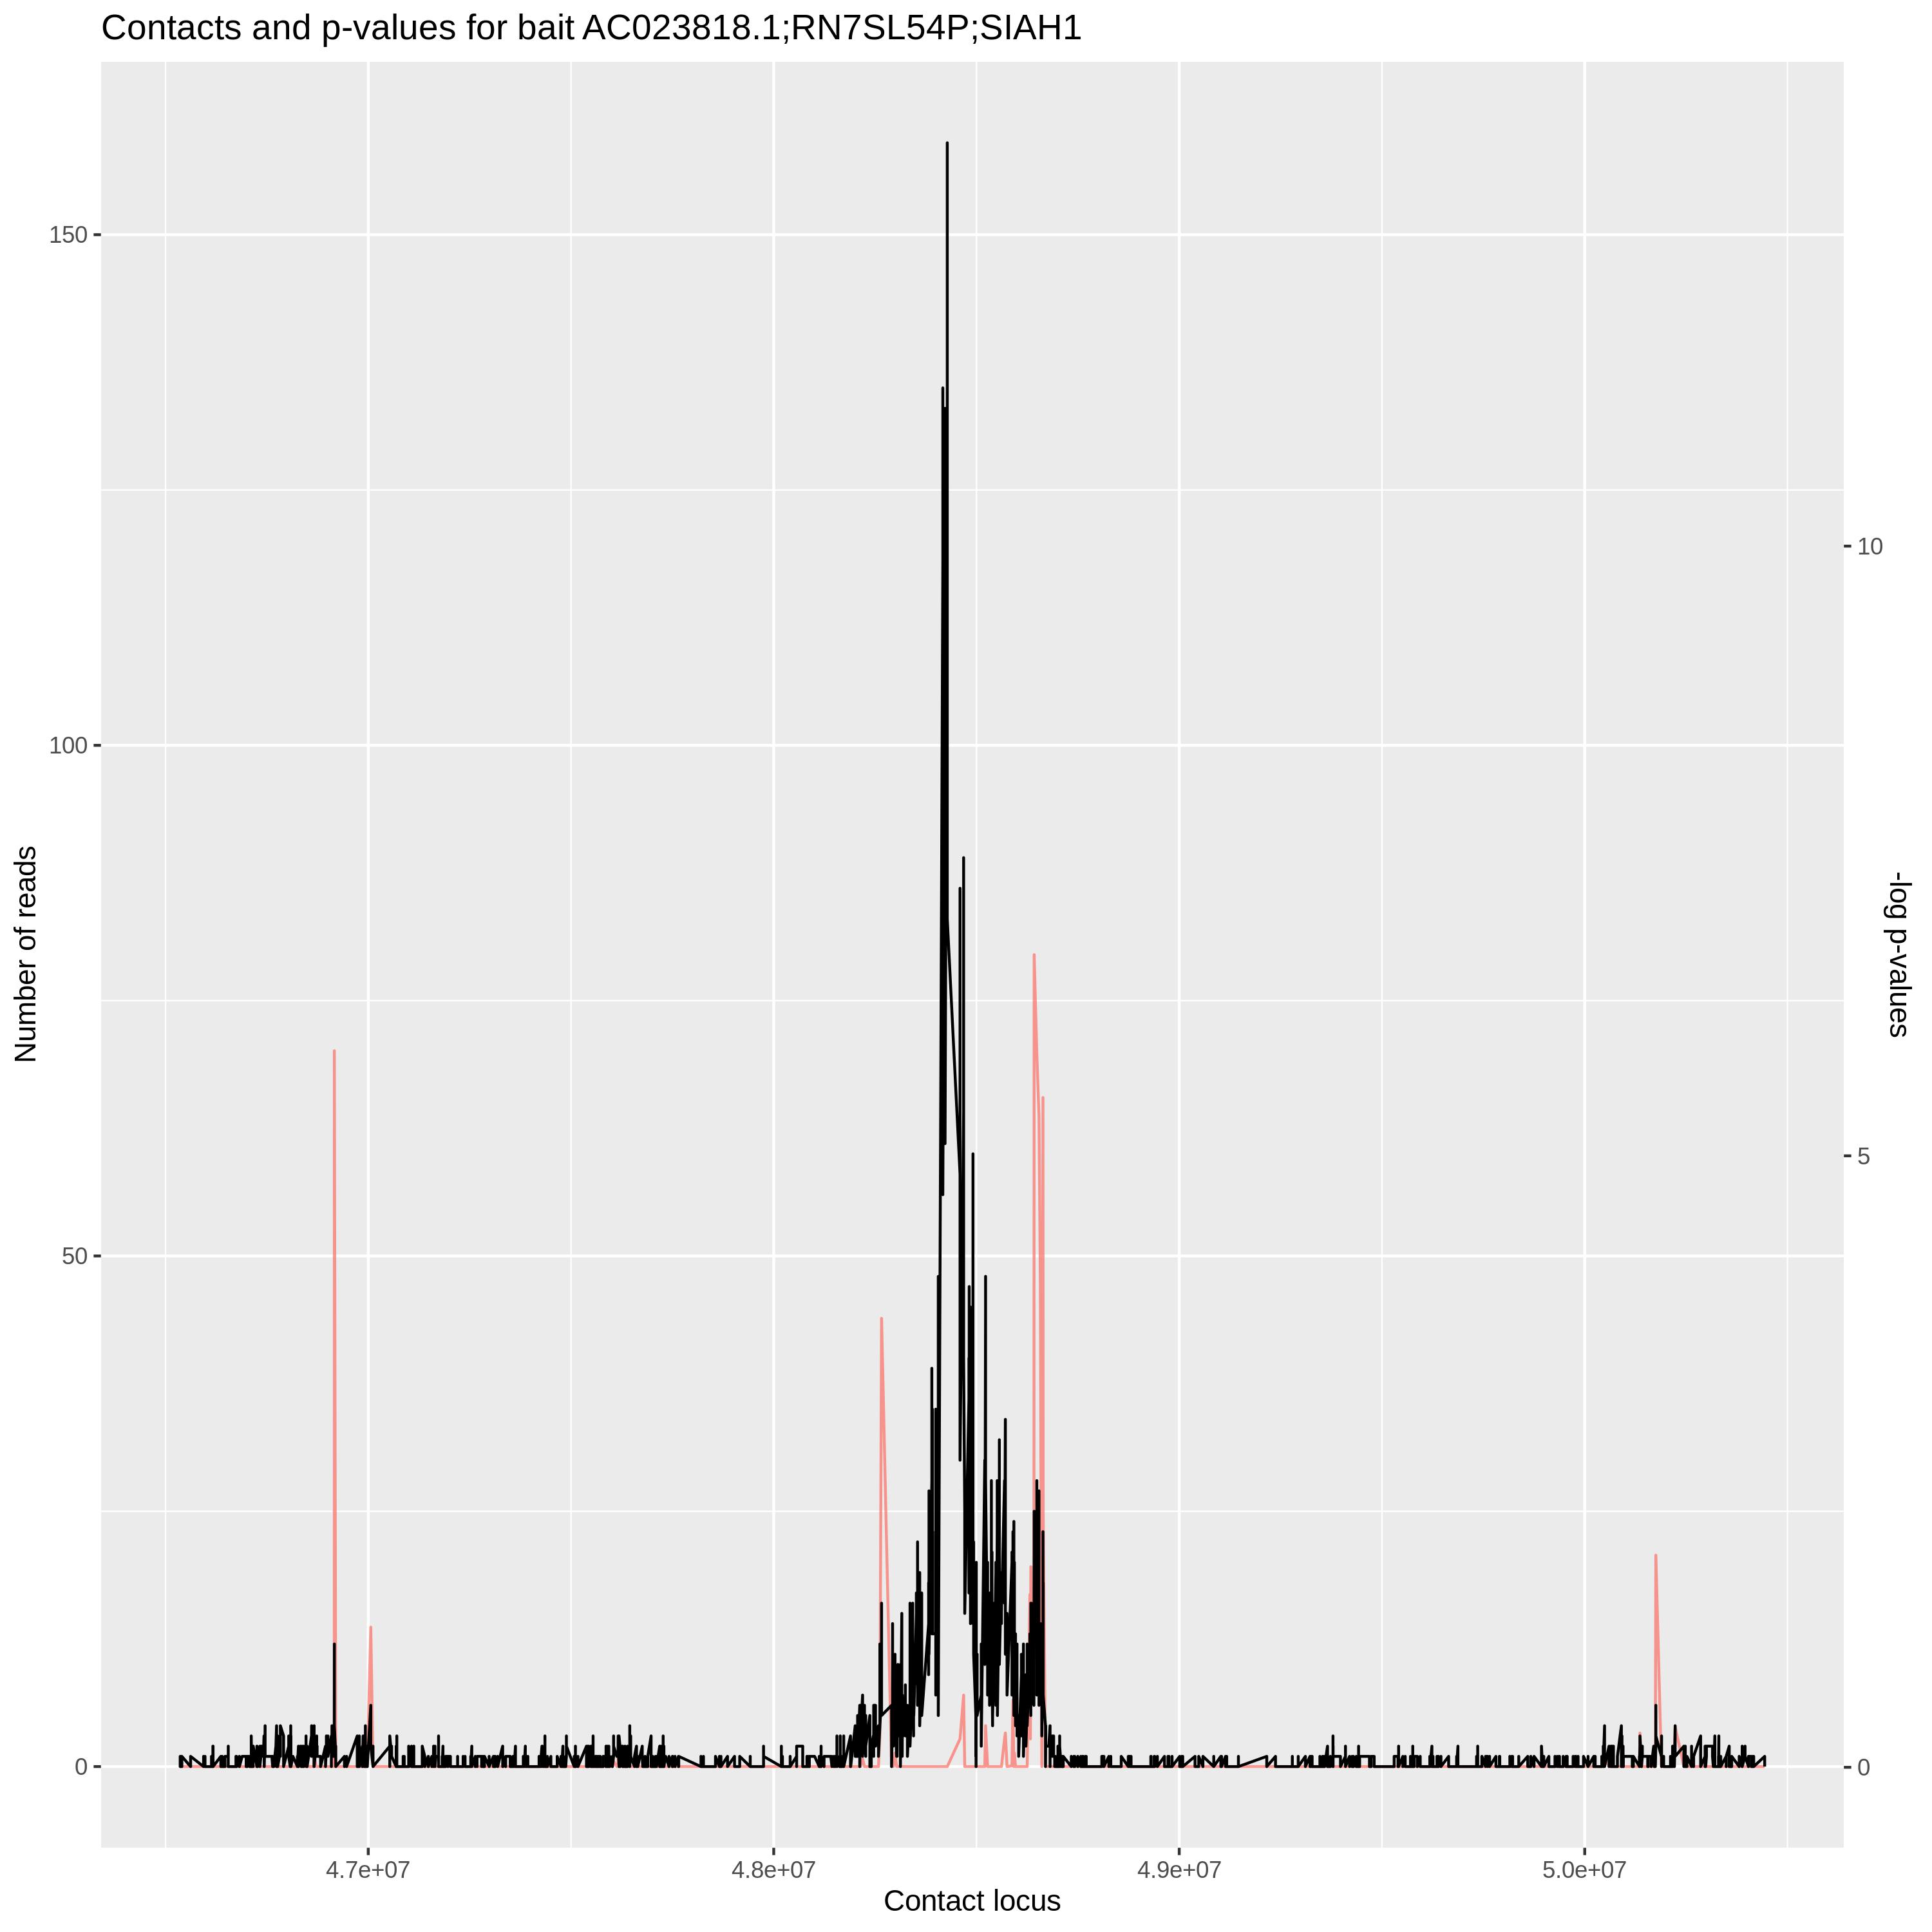 Contacts and p-values for bait AC023818.1;RN7SL54P;SIAH1
150
100
50
0
Number of reads
10
5
0
-log p-values
4.7e+07
4.8e+07
4.9e+07
5.0e+07
Contact locus